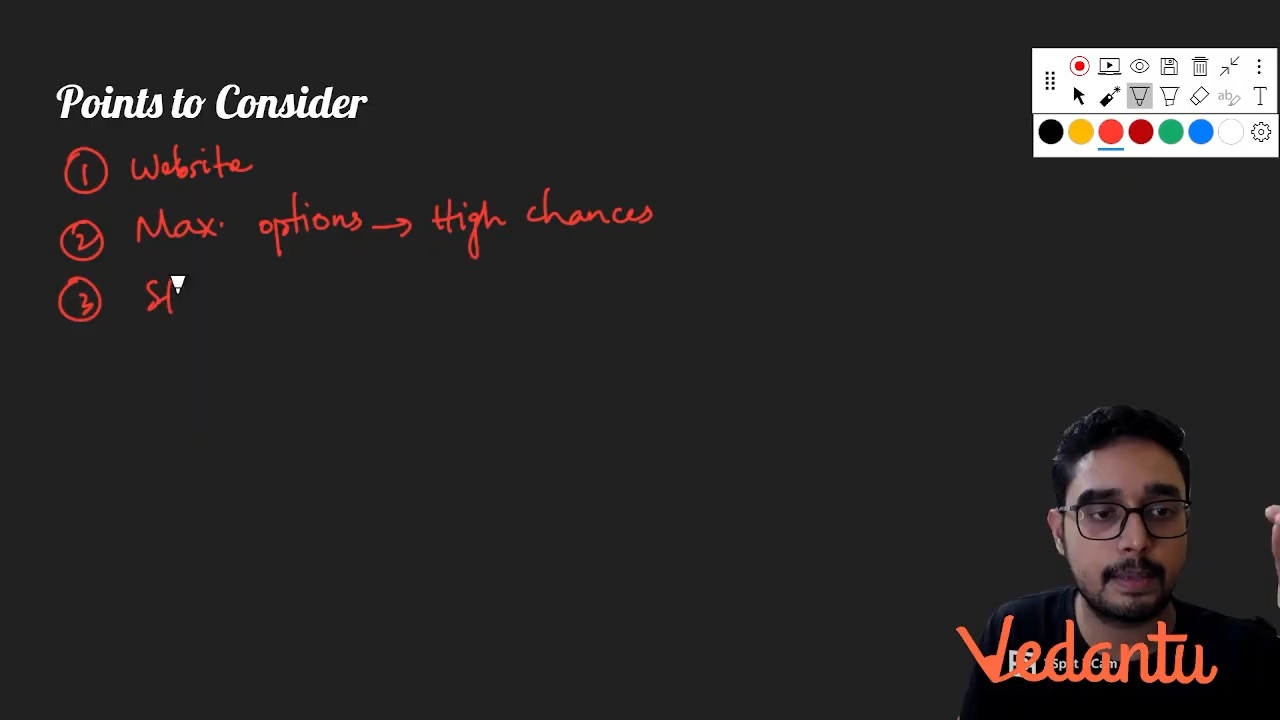 Points to Consider
① Website
② Max. options → High chances
③
Vedantu